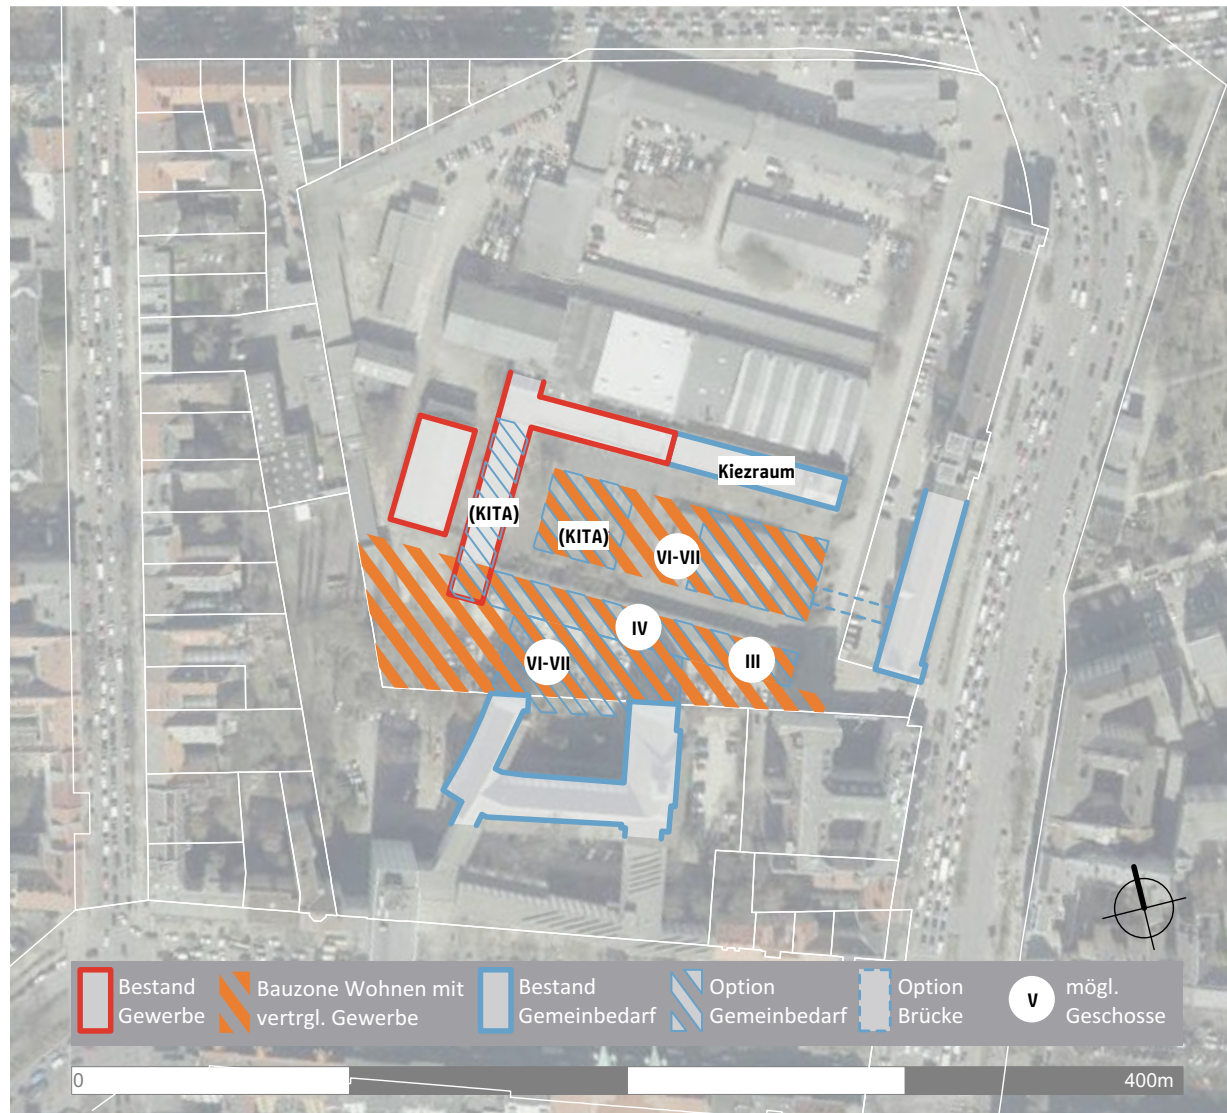 Kiezraum
(KITA)
(KITA)
VI-VII
IV
VI-VII
III
Bestand
Gewerbe
Bauzone Wohnen mit
vertrgl. Gewerbe
Bestand
Gemeinbedarf
Option
Gemeinbedarf
Option
Brücke
V
mögl.
Geschosse
0
400m